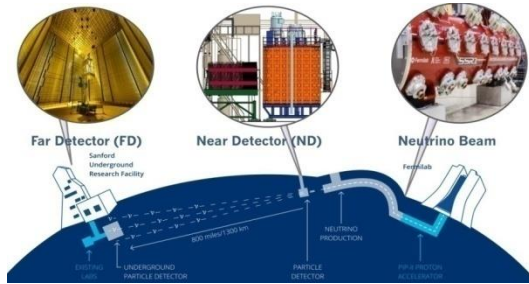 Far Detector (FD)
Sanford
Underground
Research Facility
Near Detector (ND)
Neutrino Beam
Fermilab
800 miles/1300 km
EXISTING
LABS
UNDERGROUND
PARTICLE DETECTOR
PARTICLE
DETECTOR
NEUTRINO
PRODUCTION
PIP-II PROTON
ACCELERATOR